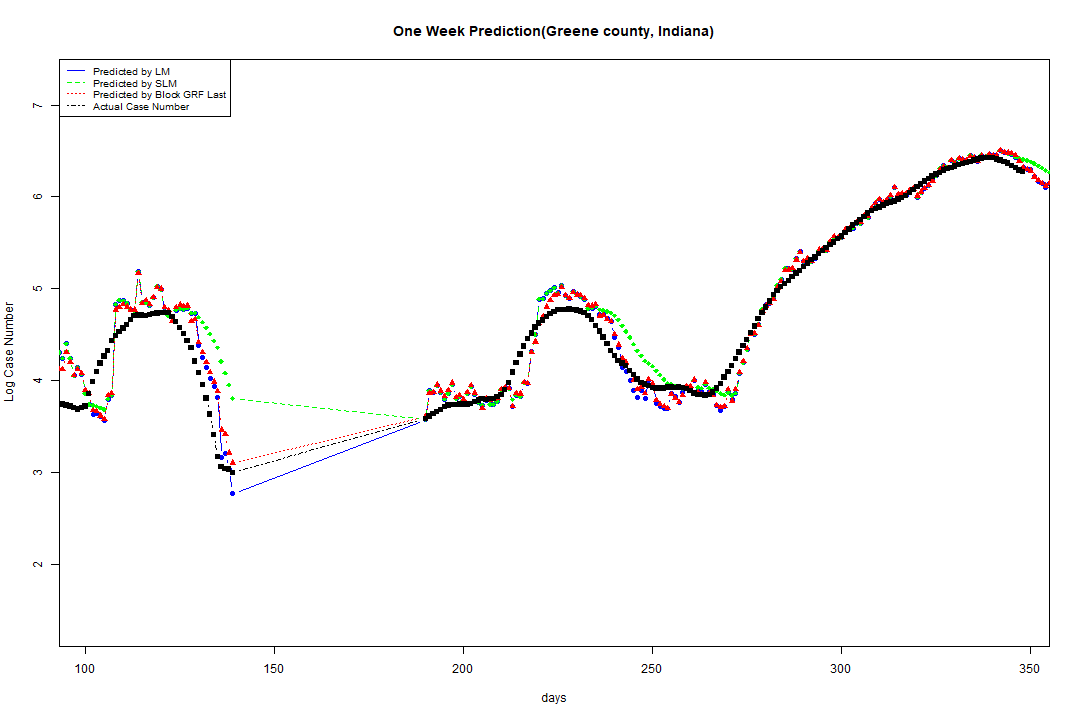 One Week Prediction(Greene county, Indiana)
Predicted by LM
Predicted by SLM
Predicted by Block GRF Last
Actual Case Number
Log Case Number
7
6
5
4
3
2
100 150 200 250 300 350
days